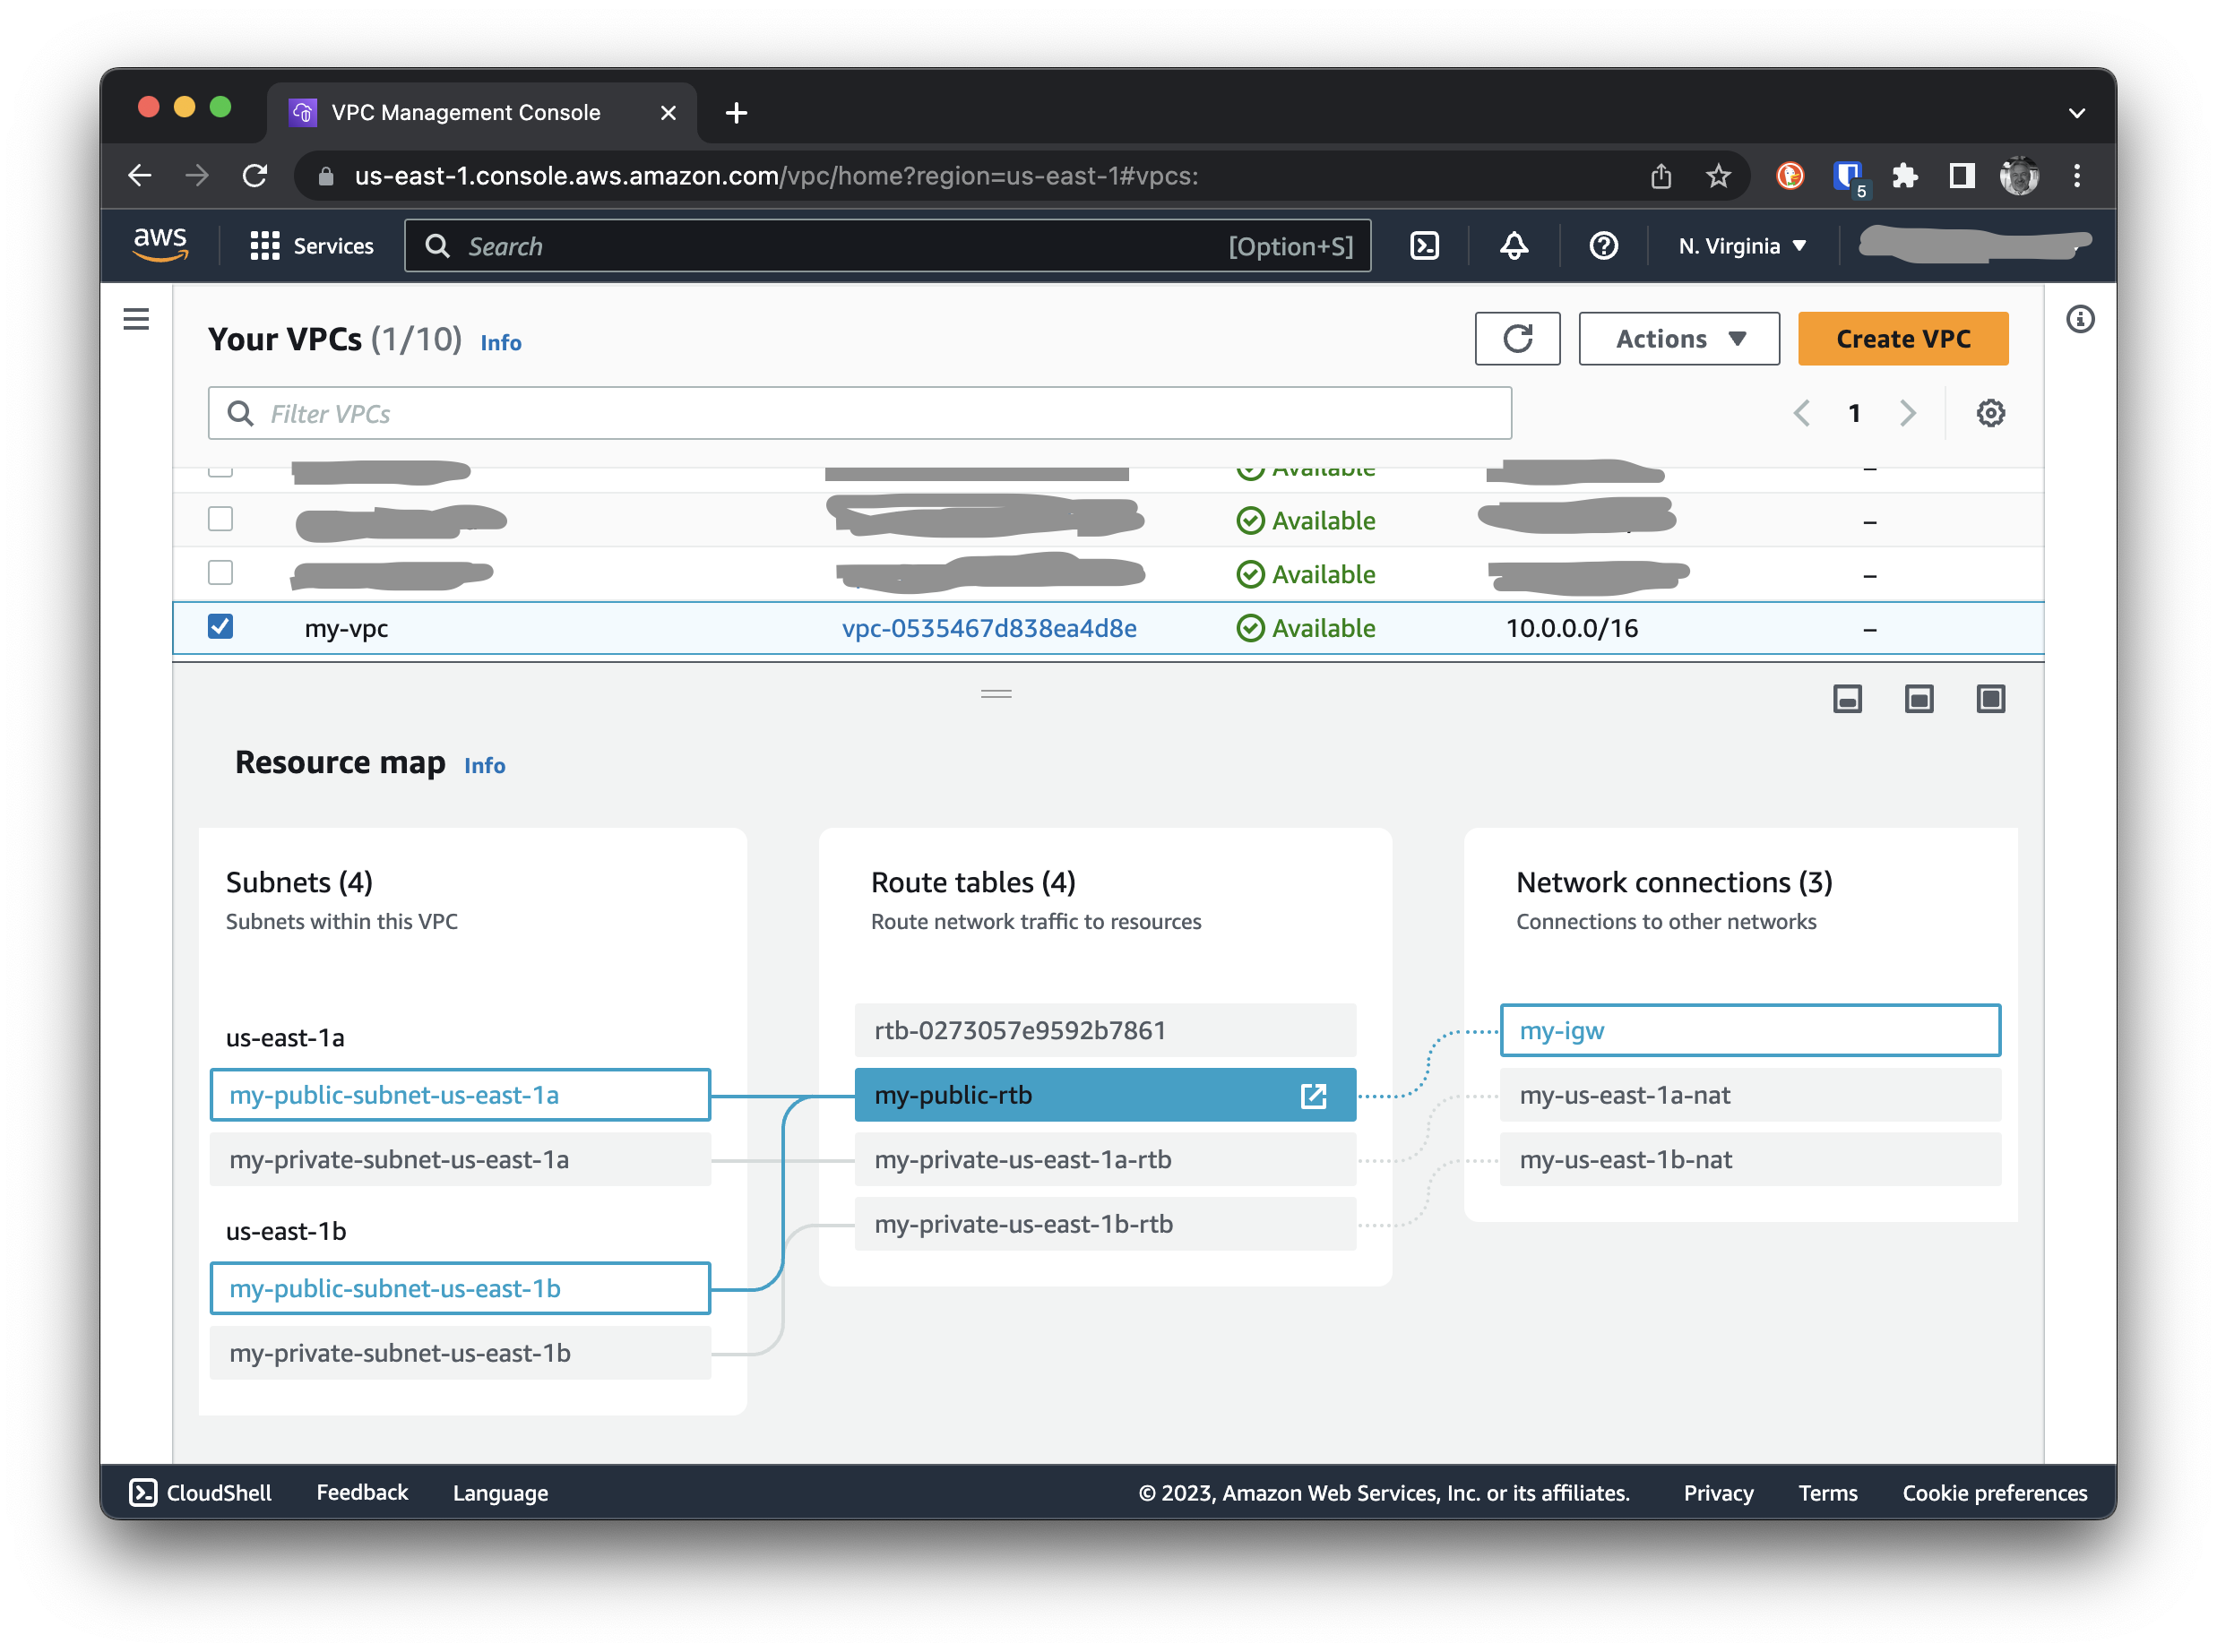 VPC Management Console
us-east-1.console.aws.amazon.com/vpc/home?region=us-east-1#vpcs:
5
aws Services Search [Option+S] N. Virginia
Your VPCs (1/10) Info Actions Create VPC
Filter VPCs 1
Available –
Available –
Available –
my-vpc vpc-0535467d838ea4d8e Available 10.0.0.0/16 –
Resource map Info
Subnets (4)
Subnets within this VPC
us-east-1a
my-public-subnet-us-east-1a
my-private-subnet-us-east-1a
us-east-1b
my-public-subnet-us-east-1b
my-private-subnet-us-east-1b
Route tables (4)
Route network traffic to resources
rtb-0273057e9592b7861
my-public-rtb
my-private-us-east-1a-rtb
my-private-us-east-1b-rtb
Network connections (3)
Connections to other networks
my-igw
my-us-east-1a-nat
my-us-east-1b-nat
CloudShell Feedback Language © 2023, Amazon Web Services, Inc. or its affiliates. Privacy Terms Cookie preferences